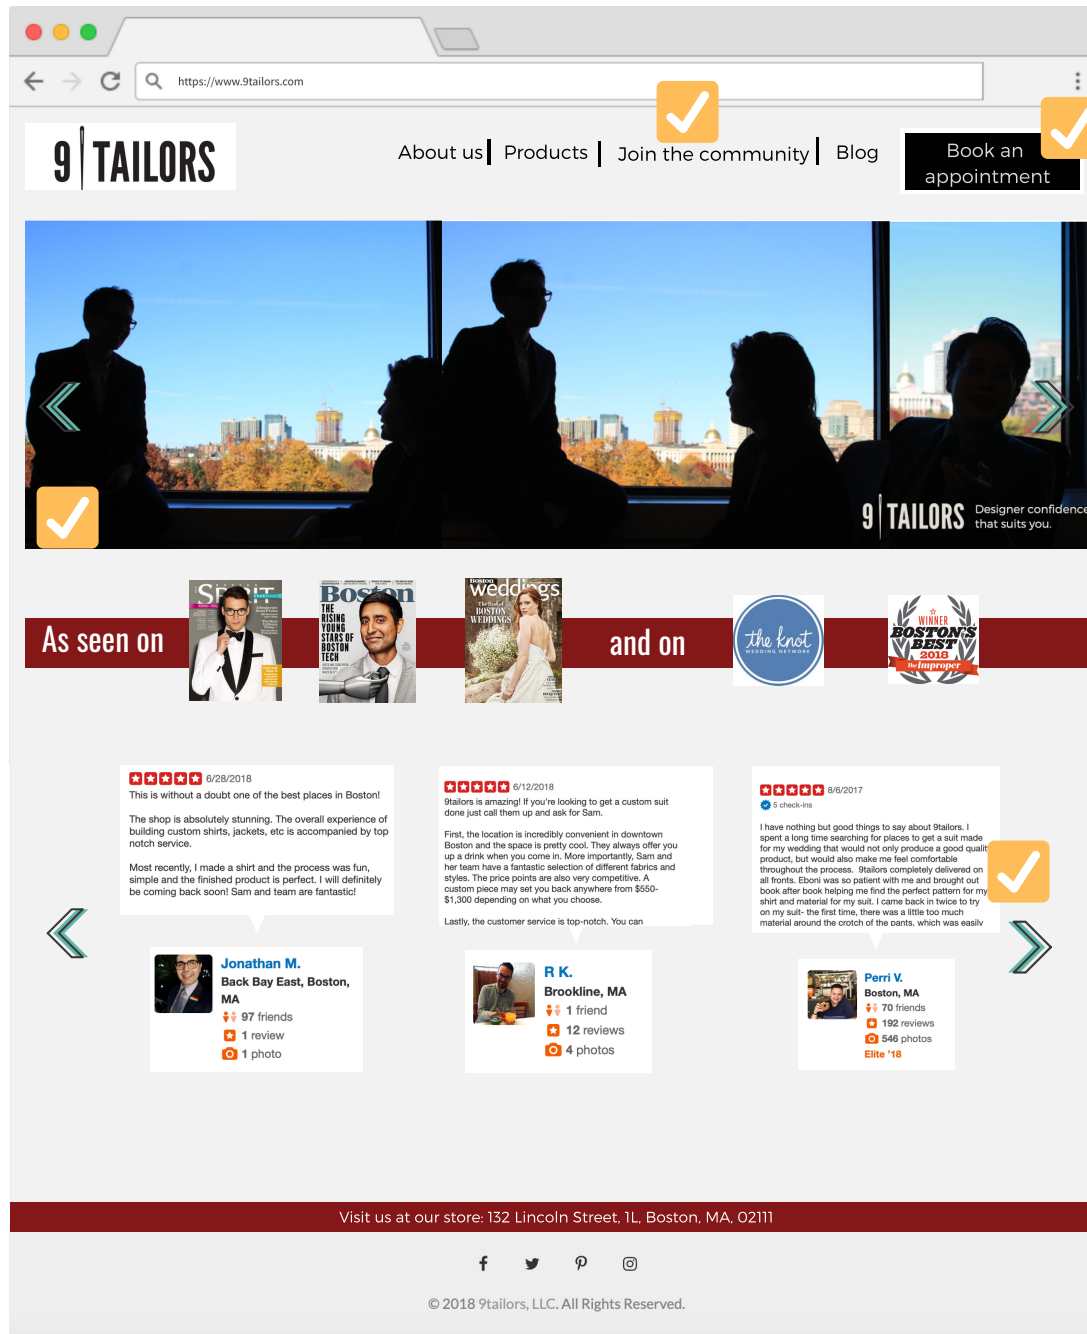 https://www.9tailors.com
9 TAILORS
About us
Products
Join the community
Blog
Book an
appointment
9 TAILORS
Designer confidence
that suits you.
As seen on
SPIRIT
Boston
THE
RISING
YOUNG
STARS OF
BOSTON
TECH
Boston
weddings
The Best of
BOSTON
WEDDINGS
and on
the knot
WEDDING NETWORK
WINNER
BOSTON'S
BEST
2018
The Improper
6/28/2018
This is without a doubt one of the best places in Boston!
The shop is absolutely stunning. The overall experience of
building custom shirts, jackets, etc is accompanied by top
notch service.
Most recently, I made a shirt and the process was fun,
simple and the finished product is perfect. I will definitely
be coming back soon! Sam and team are fantastic!
Jonathan M.
Back Bay East, Boston,
MA
97 friends
1 review
1 photo
6/12/2018
9tailors is amazing! If you're looking to get a custom suit
done just call them up and ask for Sam.
First, the location is incredibly convenient in downtown
Boston and the space is pretty cool. They always offer you
up a drink when you come in. More importantly, Sam and
her team have a fantastic selection of different fabrics and
styles. The price points are also very competitive. A
custom piece may set you back anywhere from $550-
$1,300 depending on what you choose.
Lastly, the customer service is top-notch. You can
R K.
Brookline, MA
1 friend
12 reviews
4 photos
8/6/2017
5 check-ins
I have nothing but good things to say about 9tailors. I
spent a long time searching for places to get a suit made
for my wedding that would not only produce a good quality
product, but would also make me feel comfortable
throughout the process. 9tailors completely delivered on
all fronts. Eboni was so patient with me and brought out
book after book helping me find the perfect pattern for my
shirt and material for my suit. I came back in twice to try
on my suit- the first time, there was a little too much
material around the crotch of the pants, which was easily
Perri V.
Boston, MA
70 friends
192 reviews
546 photos
Elite '18
Visit us at our store: 132 Lincoln Street, 1L, Boston, MA, 02111
© 2018 9tailors, LLC. All Rights Reserved.